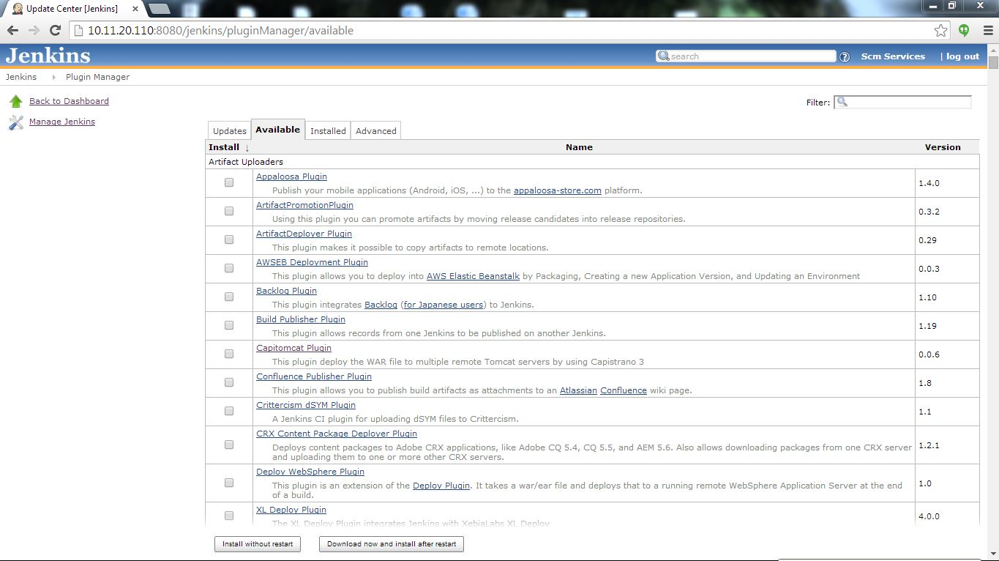 Update Center [Jenkins]
10.11.20.110:8080/jenkins/pluginManager/available
Jenkins
search
Scm Services
| log out
Jenkins
Plugin Manager
Back to Dashboard
Manage Jenkins
Filter:
Updates
Available
Installed
Advanced
Install ↓
Name
Version
Artifact Uploaders
Appaloosa Plugin
Publish your mobile applications (Android, iOS, ...) to the appaloosa-store.com platform.
1.4.0
ArtifactPromotionPlugin
Using this plugin you can promote artifacts by moving release candidates into release repositories.
0.3.2
ArtifactDeployer Plugin
This plugin makes it possible to copy artifacts to remote locations.
0.29
AWSEB Deployment Plugin
This plugin allows you to deploy into AWS Elastic Beanstalk by Packaging, Creating a new Application Version, and Updating an Environment
0.0.3
Backlog Plugin
This plugin integrates Backlog (for Japanese users) to Jenkins.
1.10
Build Publisher Plugin
This plugin allows records from one Jenkins to be published on another Jenkins.
1.19
Capitomcat Plugin
This plugin deploy the WAR file to multiple remote Tomcat servers by using Capistrano 3
0.0.6
Confluence Publisher Plugin
This plugin allows you to publish build artifacts as attachments to an Atlassian Confluence wiki page.
1.8
Crittercism dSYM Plugin
A Jenkins CI plugin for uploading dSYM files to Crittercism.
1.1
CRX Content Package Deployer Plugin
Deploys content packages to Adobe CRX applications, like Adobe CQ 5.4, CQ 5.5, and AEM 5.6. Also allows downloading packages from one CRX server
and uploading them to one or more other CRX servers.
1.2.1
Deploy WebSphere Plugin
This plugin is an extension of the Deploy Plugin. It takes a war/ear file and deploys that to a running remote WebSphere Application Server at the end
of a build.
1.0
XL Deploy Plugin
The XL Deploy Plugin integrates Jenkins with XebiaLabs XL Deploy
4.0.0
Install without restart
Download now and install after restart